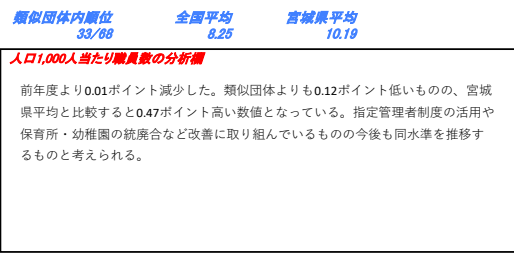 類似団体内順位 全国平均 宮城県平均
33/68 8.25 10.19
人口1,000人当たり職員数の分析欄
前年度より0.01ポイント減少した。類似団体よりも0.12ポイント低いものの、宮城
県平均と比較すると0.47ポイント高い数値となっている。指定管理者制度の活用や
保育所・幼稚園の統廃合など改善に取り組んでいるものの今後も同水準を推移す
るものと考えられる。